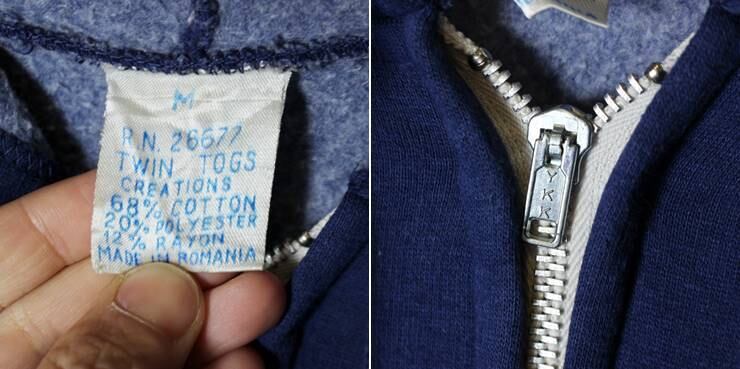 M
R.N. 26677
TWIN TOGS
CREATIONS
68% COTTON
20% POLYESTER
12% RAYON
MADE IN ROMANIA
YKK